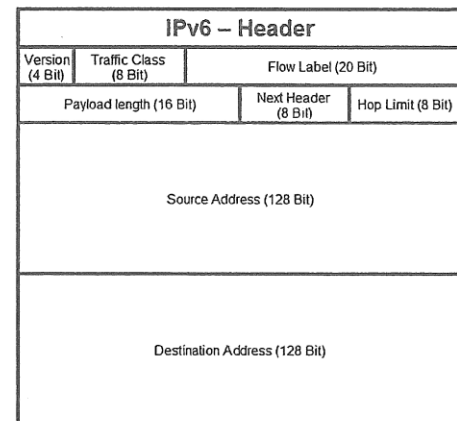 IPv6 – Header
Version Traffic Class Flow Label (20 Bit)
(4 Bit) (8 Bit)
Payload length (16 Bit) Next Header Hop Limit (8 Bit)
(8 Bit)
Source Address (128 Bit)
Destination Address (128 Bit)